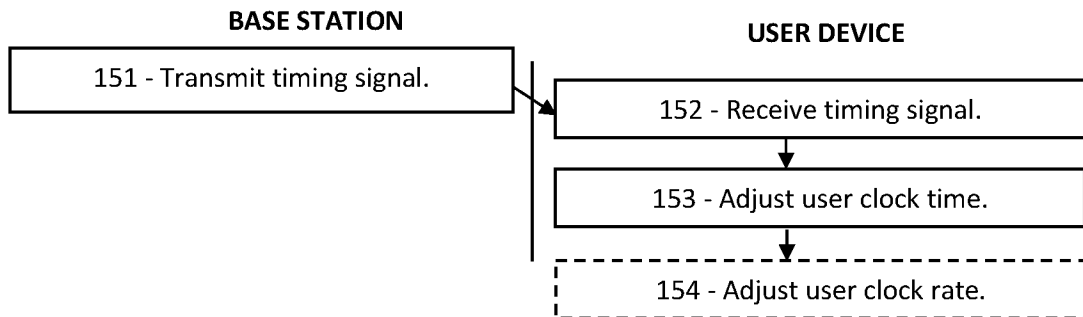 BASE STATION
USER DEVICE
151 - Transmit timing signal.
152 - Receive timing signal.
153 - Adjust user clock time.
154 - Adjust user clock rate.